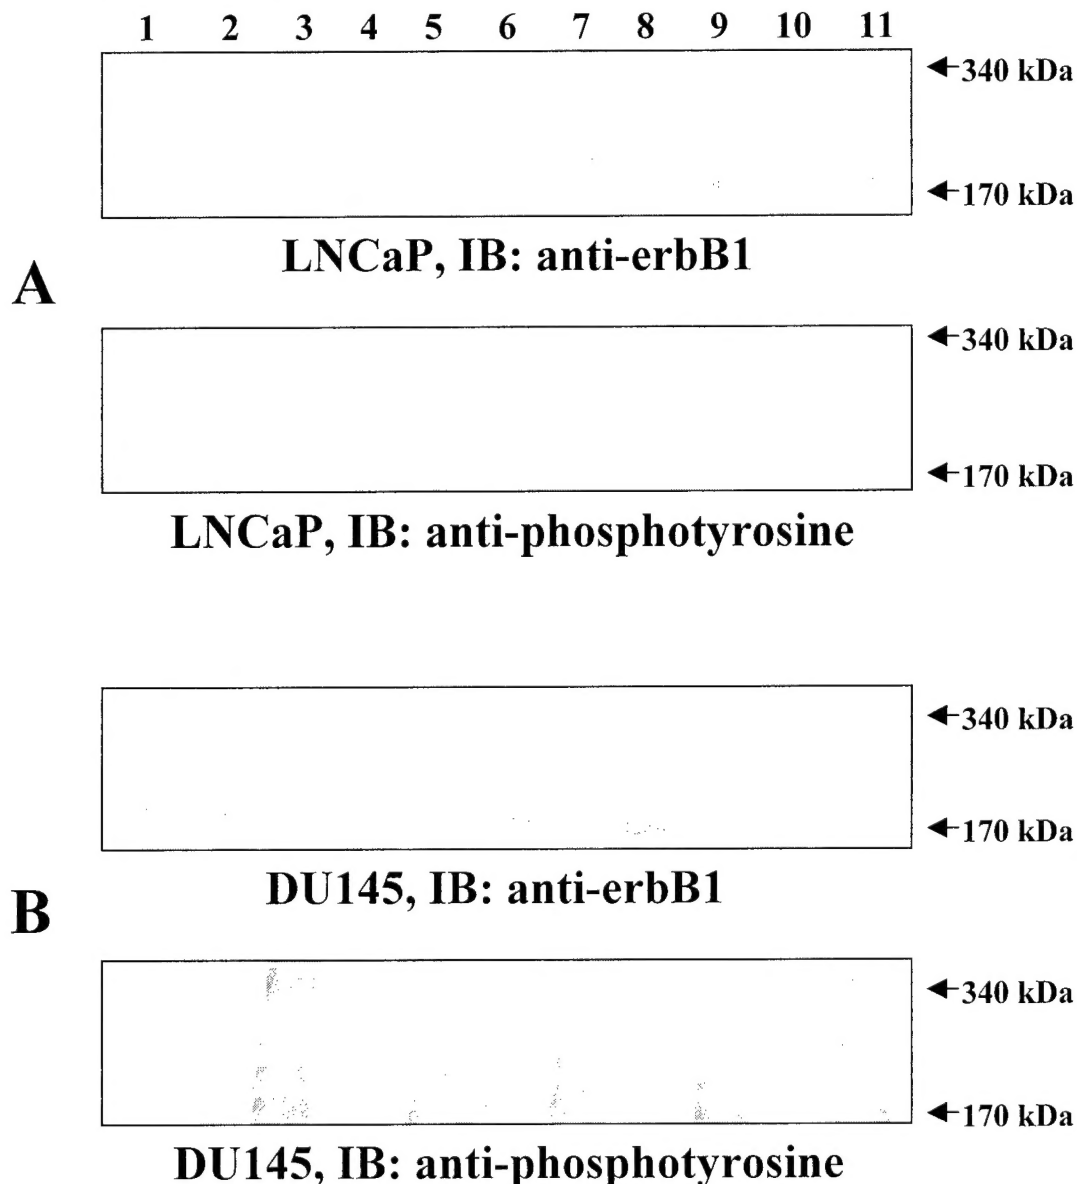 1 2 3 4 5 6 7 8 9 10 11
340 kDa
170 kDa
LNCaP, IB: anti-erbB1
A
340 kDa
170 kDa
LNCaP, IB: anti-phosphotyrosine
340 kDa
170 kDa
DU145, IB: anti-erbB1
B
340 kDa
170 kDa
DU145, IB: anti-phosphotyrosine